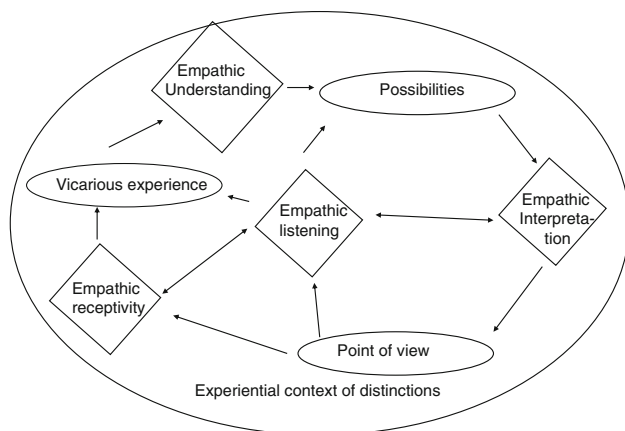 Empathic
Understanding
Possibilities
Vicarious experience
Empathic
listening
Empathic
Interpreta-
tion
Empathic
receptivity
Point of view
Experiential context of distinctions